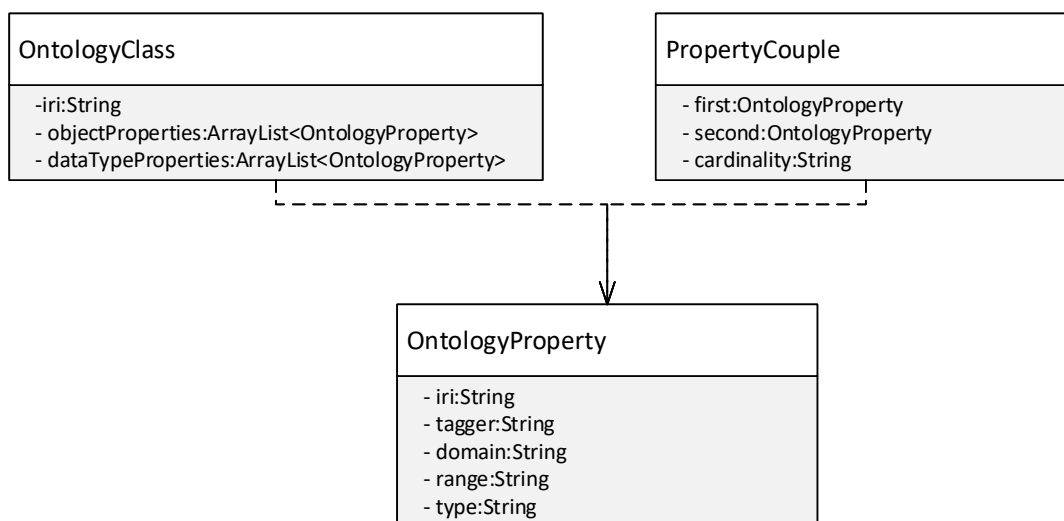 OntologyClass
-iri:String
- objectProperties:ArrayList<OntologyProperty>
- dataTypeProperties:ArrayList<OntologyProperty>
PropertyCouple
- first:OntologyProperty
- second:OntologyProperty
- cardinality:String
OntologyProperty
- iri:String
- tagger:String
- domain:String
- range:String
- type:String